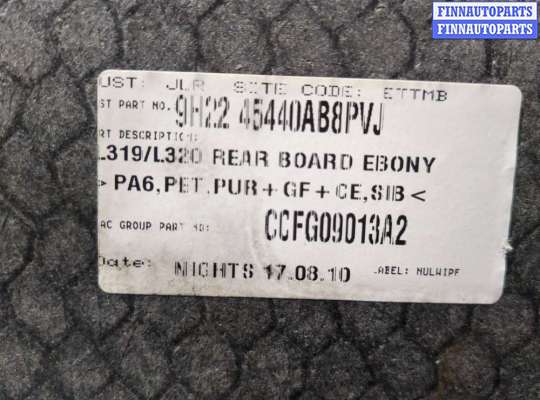 FINNAUTOPARTS
FINNAUTOPARTS
UST: JLR SITE CODE: ETTMB
ST PART NO. 9H22 45440AB8PVJ
RT DESCRIPTION:
L319/L320 REAR BOARD EBONY
> PA6,PET.PUR+GF+CE,SIB<
AC GROUP PART NO: CCFG09013A2
Date: NIGHTS 17.08.10 LABEL: MULWIPF